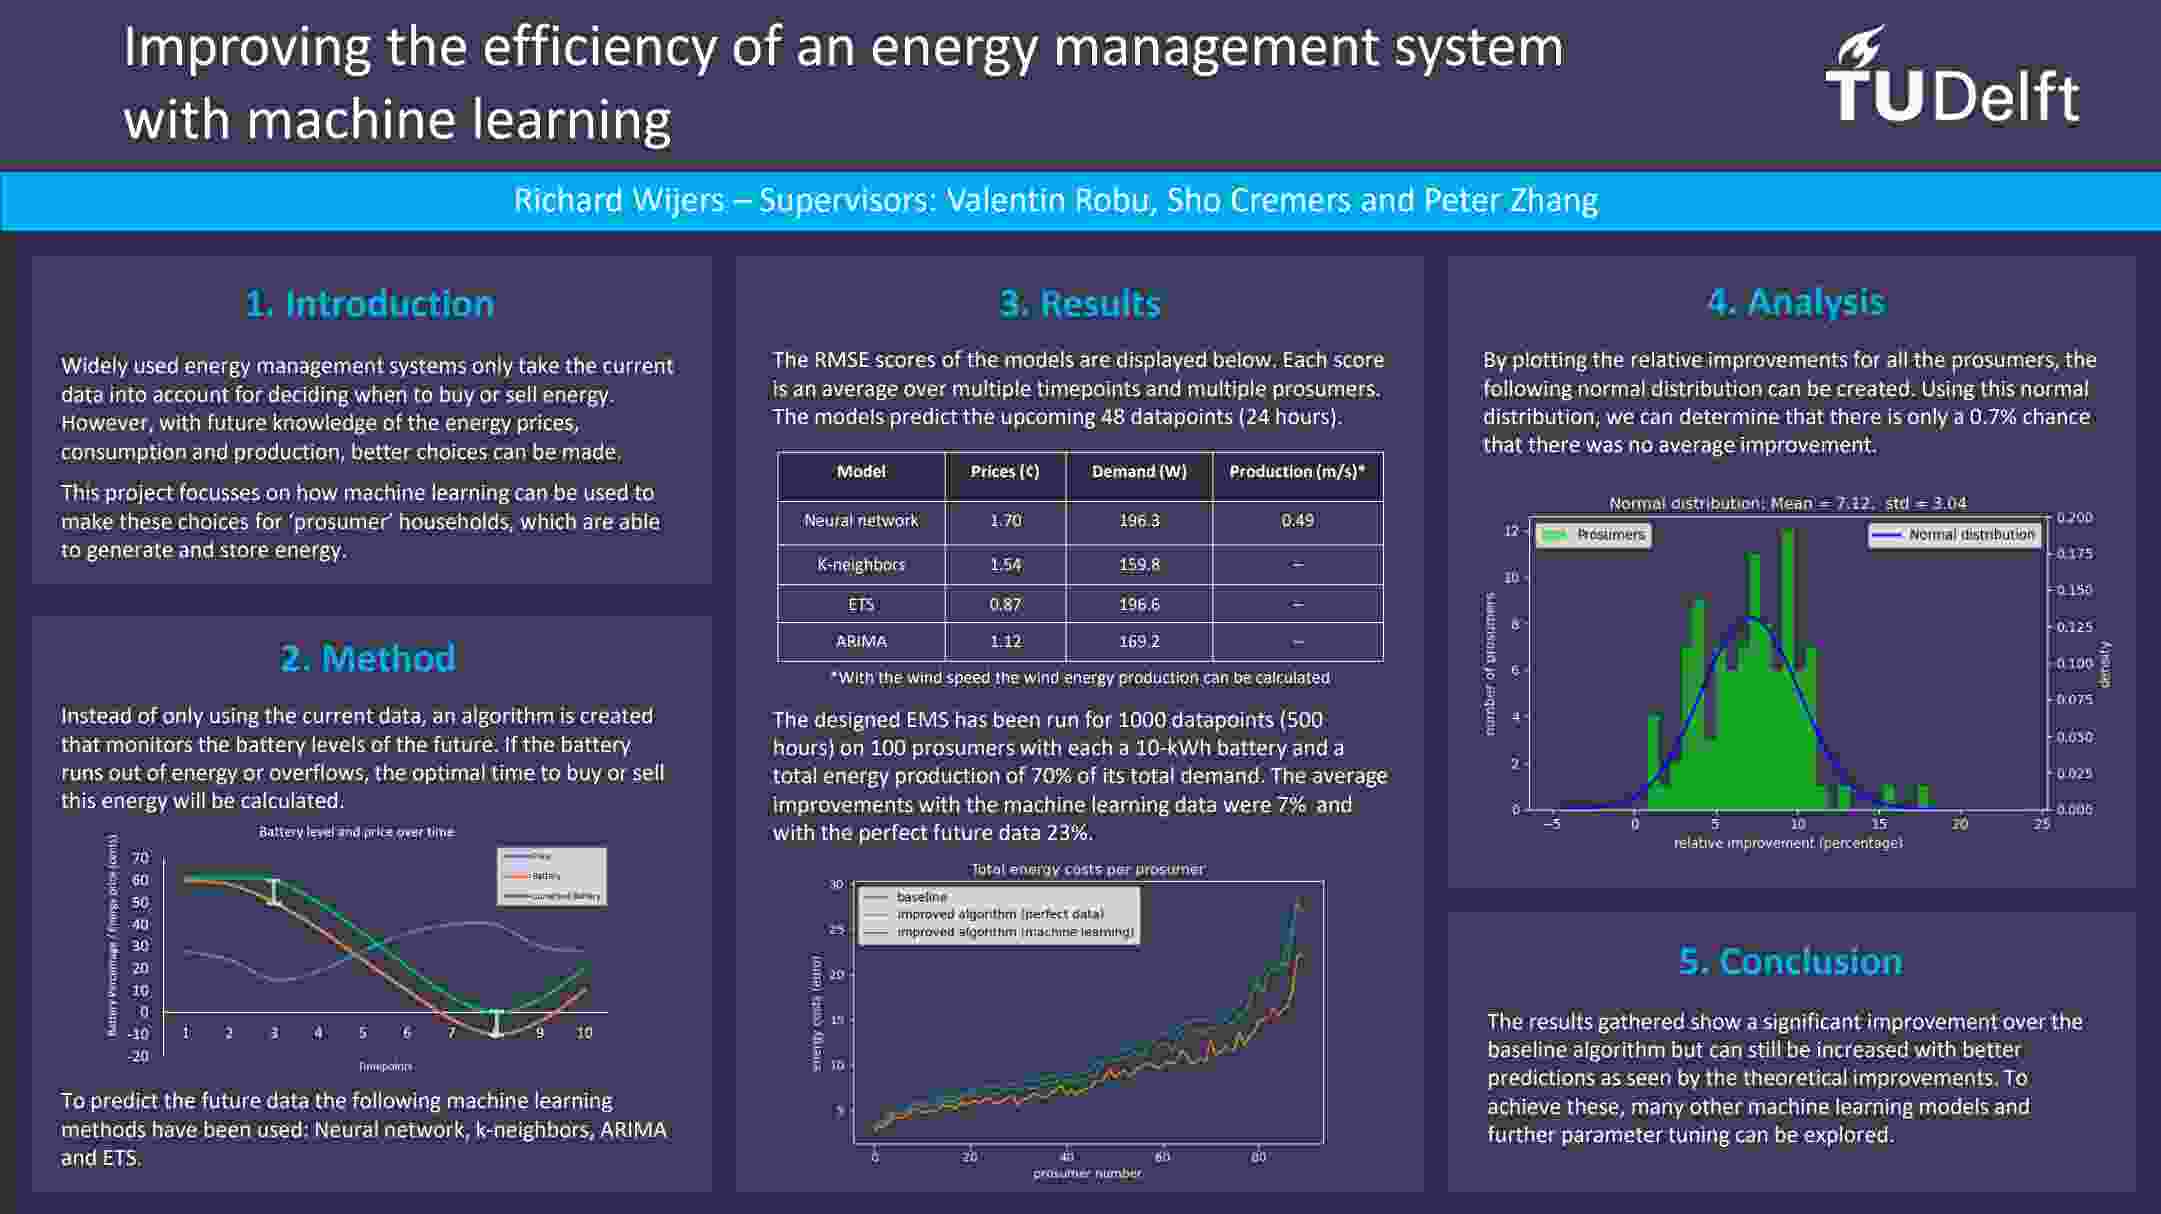 Improving the efficiency of an energy management system
with machine learning
TU Delft
Richard Wijers – Supervisors: Valentin Robu, Sho Cremers and Peter Zhang
1. Introduction
Widely used energy management systems only take the current
data into account for deciding when to buy or sell energy.
However, with future knowledge of the energy prices,
consumption and production, better choices can be made.
This project focusses on how machine learning can be used to
make these choices for ‘prosumer’ households, which are able
to generate and store energy.
2. Method
Instead of only using the current data, an algorithm is created
that monitors the battery levels of the future. If the battery
runs out of energy or overflows, the optimal time to buy or sell
this energy will be calculated.
Battery level and price over time
Battery Percentage / Energy price (cents)
70
60
50
40
30
20
10
0
-10
-20
1 2 3 4 5 6 7 9 10
Timepoints
Battery
To predict the future data the following machine learning
methods have been used: Neural network, k-neighbors, ARIMA
and ETS.
3. Results
The RMSE scores of the models are displayed below. Each score
is an average over multiple timepoints and multiple prosumers.
The models predict the upcoming 48 datapoints (24 hours).
Model Prices (¢) Demand (W) Production (m/s)*
Neural network 1.70 196.3 0.49
K-neighbors 1.54 159.8 –
ETS 0.87 196.6 –
ARIMA 1.12 169.2 –
*With the wind speed the wind energy production can be calculated
The designed EMS has been run for 1000 datapoints (500
hours) on 100 prosumers with each a 10-kWh battery and a
total energy production of 70% of its total demand. The average
improvements with the machine learning data were 7% and
with the perfect future data 23%.
Total energy costs per prosumer
baseline
improved algorithm (perfect data)
improved algorithm (machine learning)
energy costs (euro)
30
25
20
15
10
5
0 20 40 60 80
prosumer number
4. Analysis
By plotting the relative improvements for all the prosumers, the
following normal distribution can be created. Using this normal
distribution, we can determine that there is only a 0.7% chance
that there was no average improvement.
Normal distribution: Mean = 7.12, std = 3.04
Prosumers
Normal distribution
number of prosumers
12
10
8
6
4
2
0
0.200
0.175
0.150
0.125
0.100
0.075
0.050
0.025
0.000
density
−5 0 5 10 15 20 25
relative improvement (percentage)
5. Conclusion
The results gathered show a significant improvement over the
baseline algorithm but can still be increased with better
predictions as seen by the theoretical improvements. To
achieve these, many other machine learning models and
further parameter tuning can be explored.